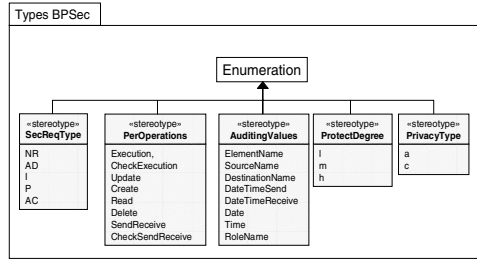 Types BPSec
Enumeration
«stereotype»
SecReqType
NR
AD
I
P
AC
«stereotype»
PerOperations
Execution,
CheckExecution
Update
Create
Read
Delete
SendReceive
CheckSendReceive
«stereotype»
AuditingValues
ElementName
SourceName
DestinationName
DateTimeSend
DateTimeReceive
Date
Time
RoleName
«stereotype»
ProtectDegree
l
m
h
«stereotype»
PrivacyType
a
c